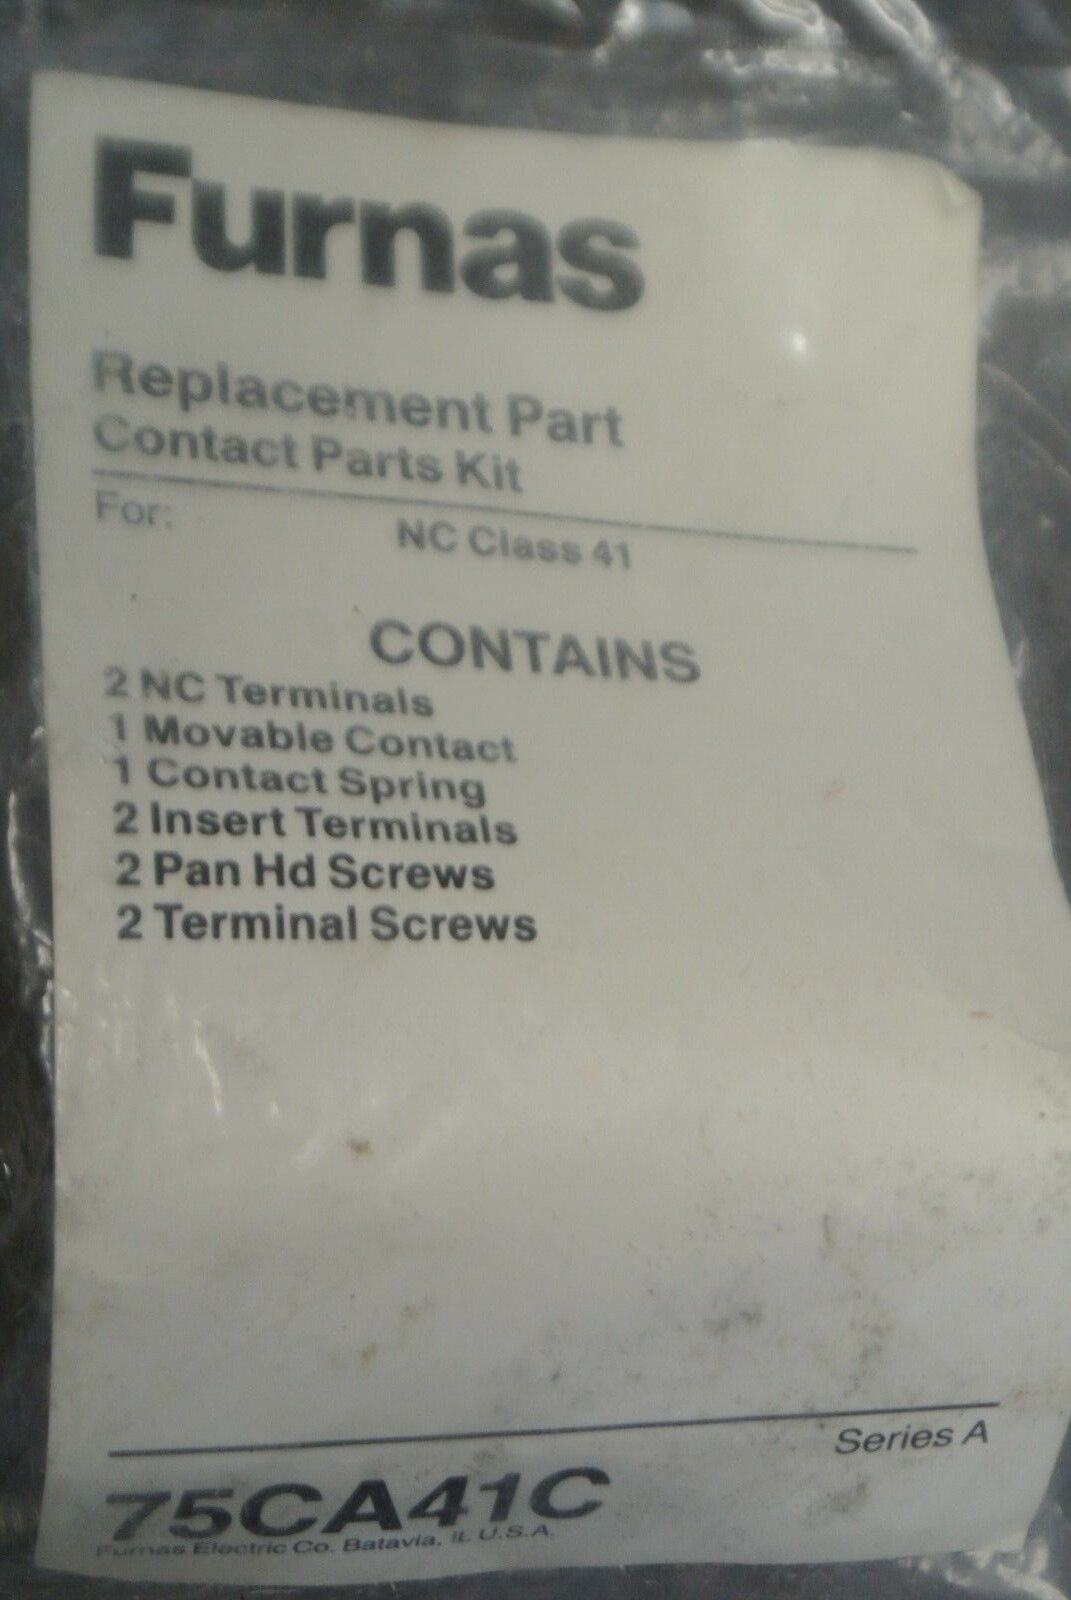 Furnas
Replacement Part
Contact Parts Kit
For: NC Class 41
CONTAINS
2 NC Terminals
1 Movable Contact
1 Contact Spring
2 Insert Terminals
2 Pan Hd Screws
2 Terminal Screws
Series A
75CA41C
Furnas Electric Co. Batavia, IL U.S.A.